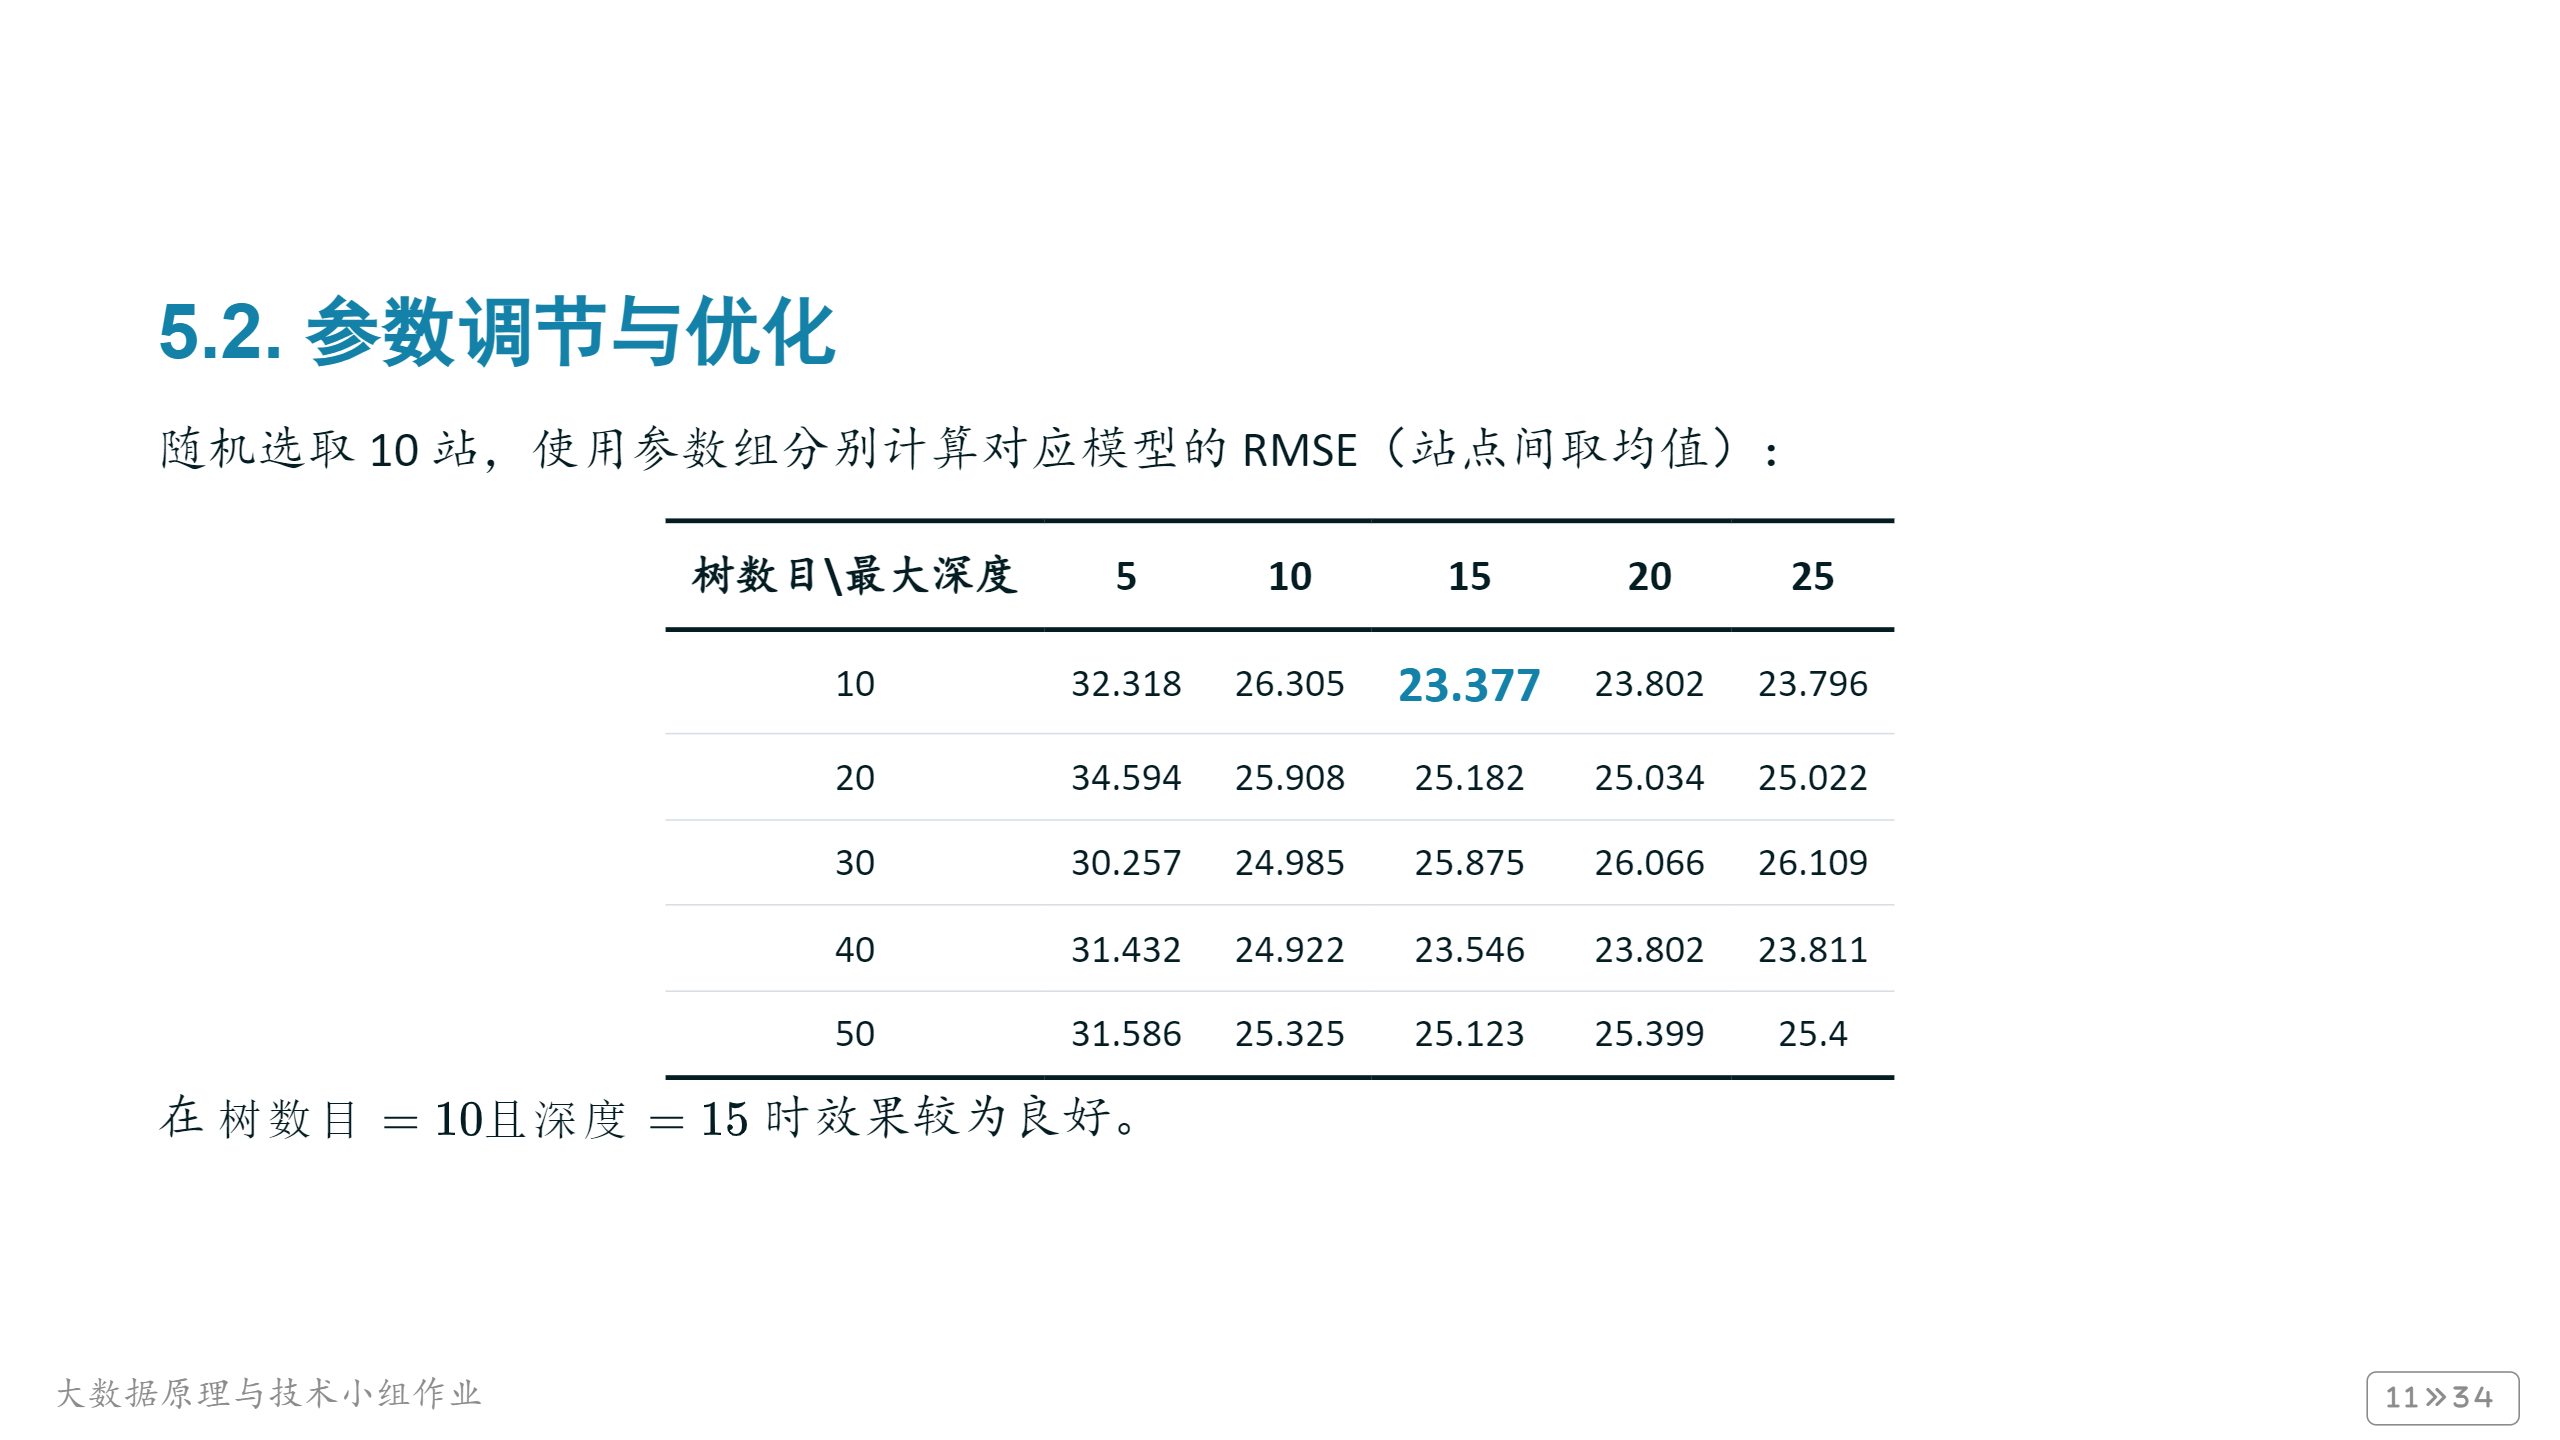 5.2. 参数调节与优化
随机选取 10 站，使用参数组分别计算对应模型的 RMSE（站点间取均值）:
树数目\最大深度 5 10 15 20 25
10 32.318 26.305 23.377 23.802 23.796
20 34.594 25.908 25.182 25.034 25.022
30 30.257 24.985 25.875 26.066 26.109
40 31.432 24.922 23.546 23.802 23.811
50 31.586 25.325 25.123 25.399 25.4
在 树数目 = 10且深度 = 15 时效果较为良好。
大数据原理与技术小组作业 11»34